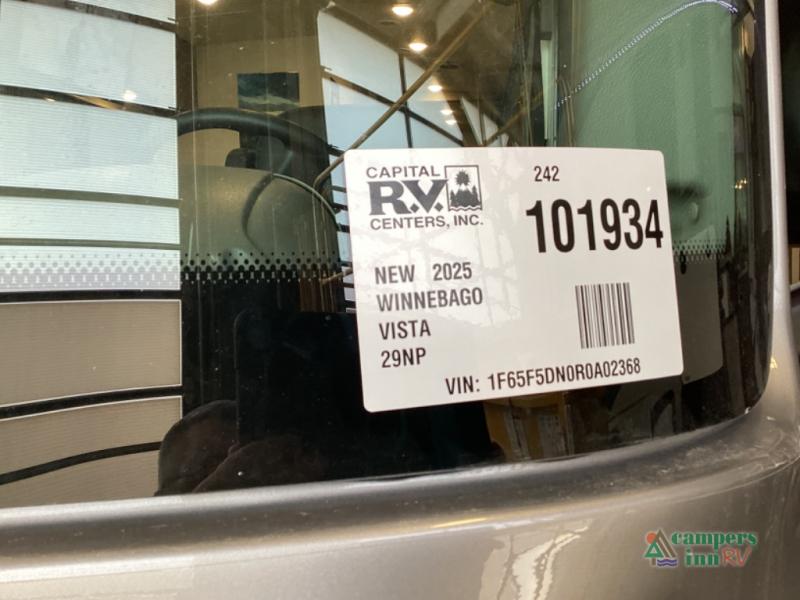 CAPITAL
R.V.
CENTERS, INC.
242
101934
NEW 2025
WINNEBAGO
VISTA
29NP
VIN: 1F65F5DN0R0A02368
campers
inn RV